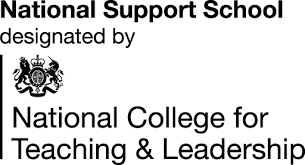 National Support School
designated by
National College for
Teaching & Leadership